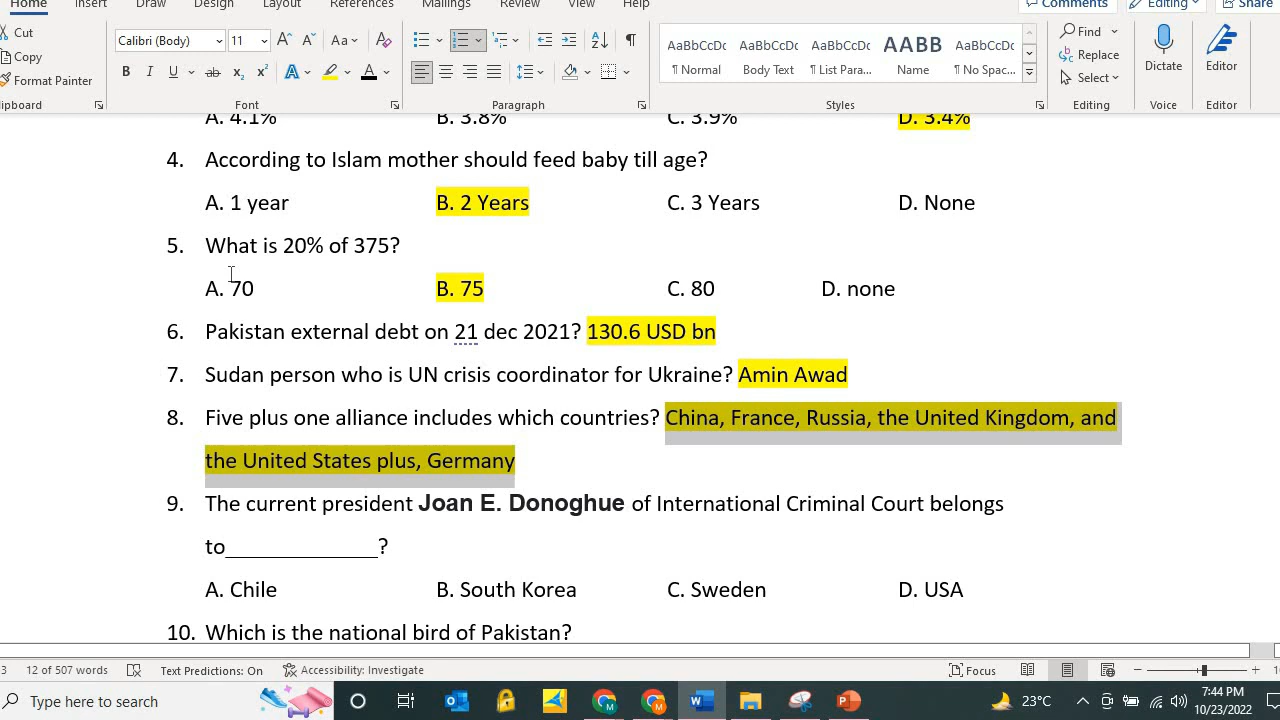 Home Insert Draw Design Layout References Mailings Review View Help Comments Editing Share
Cut Calibri (Body) 11 Aa Find
Copy AaBbCcDc AaBbCcDc AaBbCcDc AABB AaBbCcDc Replace
Format Painter B I U ab x₂ x² A A ¶ Normal Body Text ¶ List Para... Name ¶ No Spac... Select Dictate Editor
lipboard Font Paragraph Styles Editing Voice Editor
A. 4.1% B. 3.8% C. 3.9% D. 3.4%
4. According to Islam mother should feed baby till age?
A. 1 year B. 2 Years C. 3 Years D. None
5. What is 20% of 375?
A. 70 B. 75 C. 80 D. none
6. Pakistan external debt on 21 dec 2021? 130.6 USD bn
7. Sudan person who is UN crisis coordinator for Ukraine? Amin Awad
8. Five plus one alliance includes which countries? China, France, Russia, the United Kingdom, and
the United States plus, Germany
9. The current president Joan E. Donoghue of International Criminal Court belongs
to______________?
A. Chile B. South Korea C. Sweden D. USA
10. Which is the national bird of Pakistan?
3 12 of 507 words Text Predictions: On Accessibility: Investigate Focus
Type here to search 23°C 7:44 PM
10/23/2022